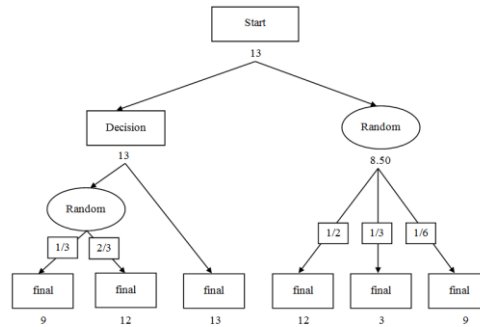 Start
13
Decision
Random
13
8.50
Random
1/3
2/3
1/2
1/3
1/6
final
final
final
final
final
final
9
12
13
12
3
9